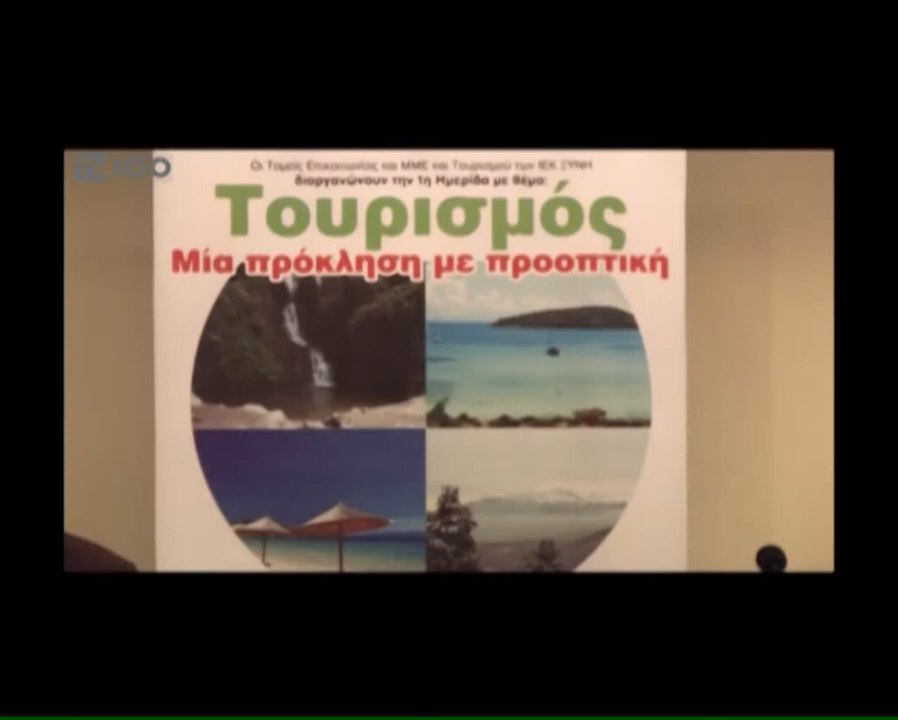 Οι Τομείς Επικοινωνίας και ΜΜΕ και Τουρισμού των ΙΕΚ ΞΥΝΗ
διοργανώνουν την 1η Ημερίδα με θέμα:
Τουρισμός
Μία πρόκληση με προοπτική